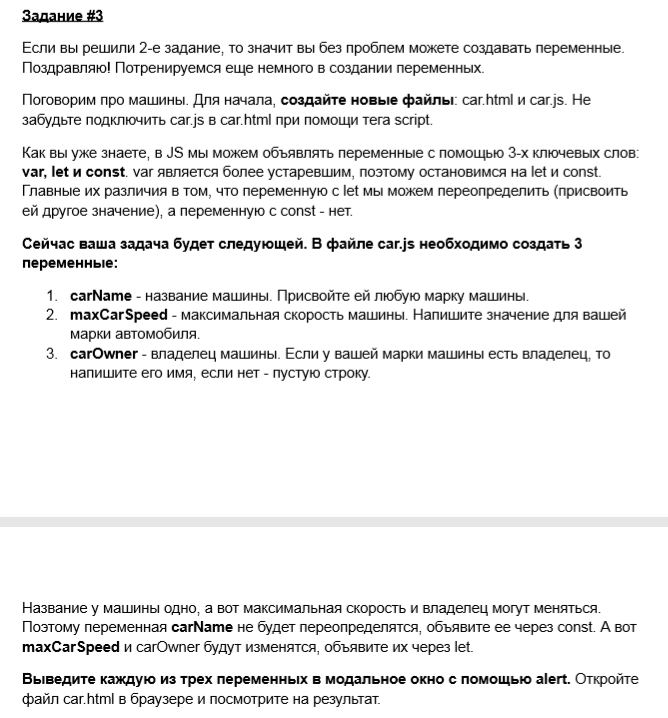 Задание #3
Если вы решили 2-е задание, то значит вы без проблем можете создавать переменные.
Поздравляю! Потренируемся еще немного в создании переменных.
Поговорим про машины. Для начала, создайте новые файлы: car.html и car.js. Не
забудьте подключить car.js в car.html при помощи тега script.
Как вы уже знаете, в JS мы можем объявлять переменные с помощью 3-х ключевых слов:
var, let и const. var является более устаревшим, поэтому остановимся на let и const.
Главные их различия в том, что переменную с let мы можем переопределить (присвоить
ей другое значение), а переменную с const - нет.
Сейчас ваша задача будет следующей. В файле car.js необходимо создать 3
переменные:
1. carName - название машины. Присвойте ей любую марку машины.
2. maxCarSpeed - максимальная скорость машины. Напишите значение для вашей
марки автомобиля.
3. carOwner - владелец машины. Если у вашей марки машины есть владелец, то
напишите его имя, если нет - пустую строку.
Название у машины одно, а вот максимальная скорость и владелец могут меняться.
Поэтому переменная carName не будет переопределятся, объявите ее через const. А вот
maxCarSpeed и carOwner будут изменятся, объявите их через let.
Выведите каждую из трех переменных в модальное окно с помощью alert. Откройте
файл car.html в браузере и посмотрите на результат.